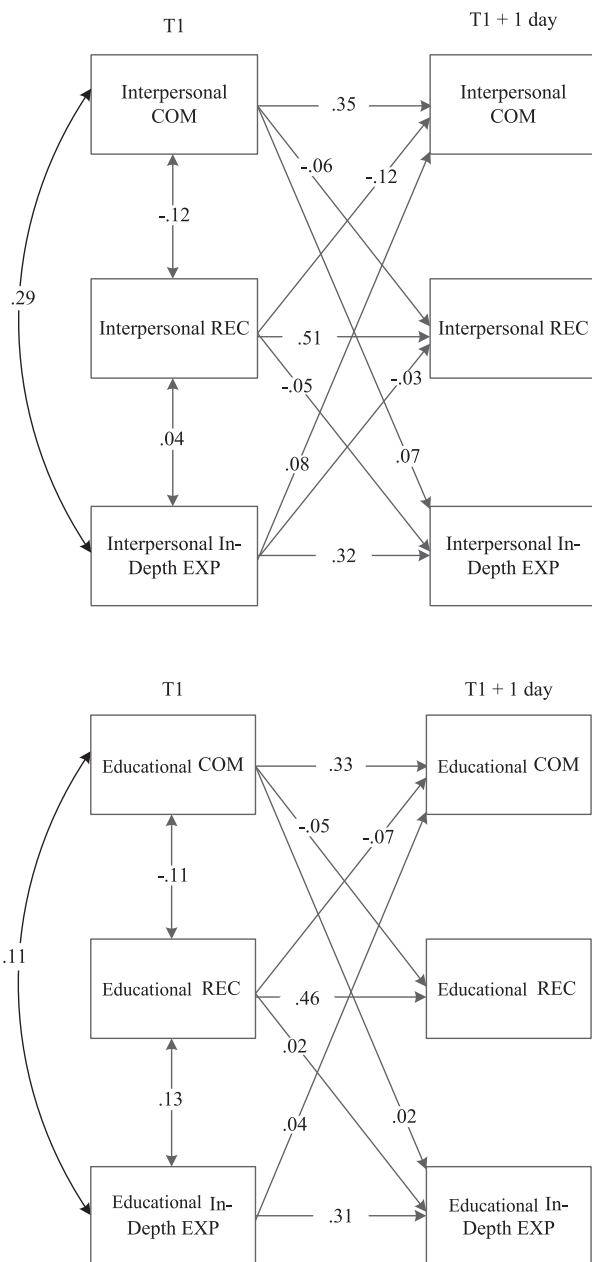 T1
T1 + 1 day
Interpersonal
COM
.35
Interpersonal
COM
-.06
-.12
-.12
.29
Interpersonal REC
.51
Interpersonal REC
-.05
-.03
.04
.08
.07
Interpersonal In-
Depth EXP
.32
Interpersonal In-
Depth EXP
T1
T1 + 1 day
Educational COM
.33
Educational COM
-.05
-.07
-.11
.11
Educational REC
.46
Educational REC
.02
.13
.04
.02
Educational In-
Depth EXP
.31
Educational In-
Depth EXP